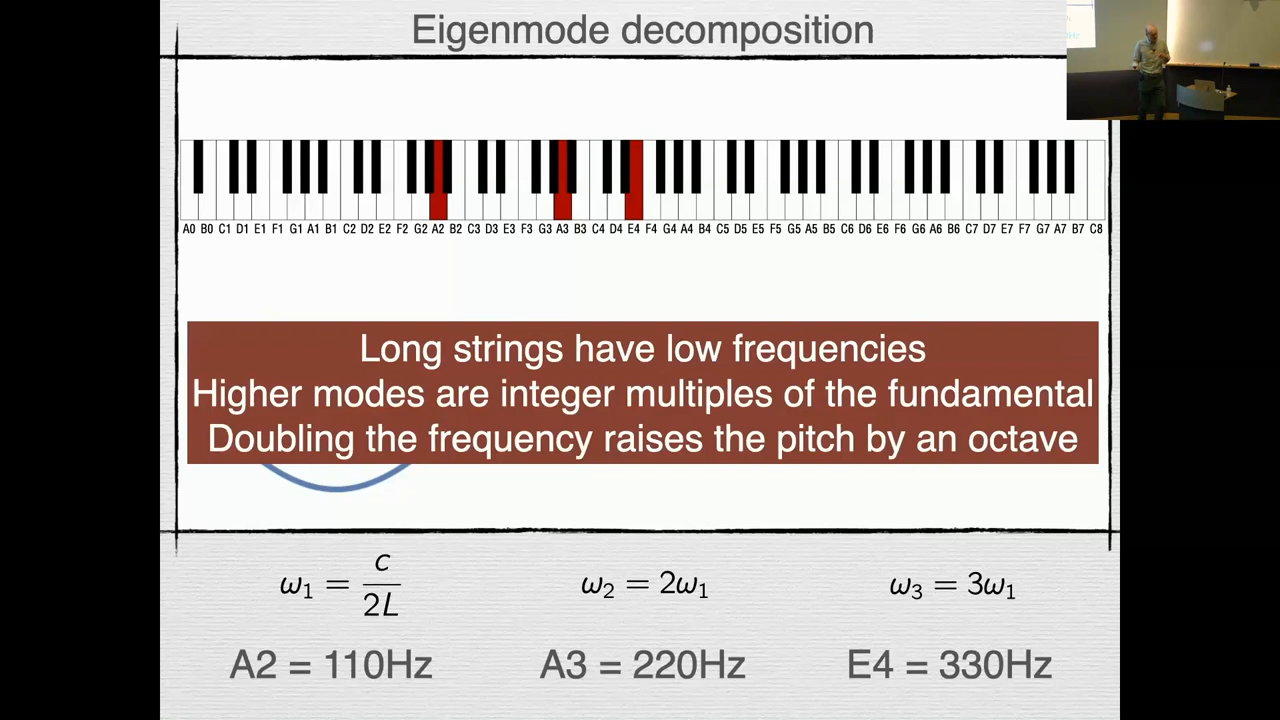 Eigenmode decomposition
A0 B0 C1 D1 E1 F1 G1 A1 B1 C2 D2 E2 F2 G2 A2 B2 C3 D3 E3 F3 G3 A3 B3 C4 D4 E4 F4 G4 A4 B4 C5 D5 E5 F5 G5 A5 B5 C6 D6 E6 F6 G6 A6 B6 C7 D7 E7 F7 G7 A7 B7 C8
Long strings have low frequencies
Higher modes are integer multiples of the fundamental
Doubling the frequency raises the pitch by an octave
ω₁ = c/2L ω₂ = 2ω₁ ω₃ = 3ω₁
A2 = 110Hz A3 = 220Hz E4 = 330Hz